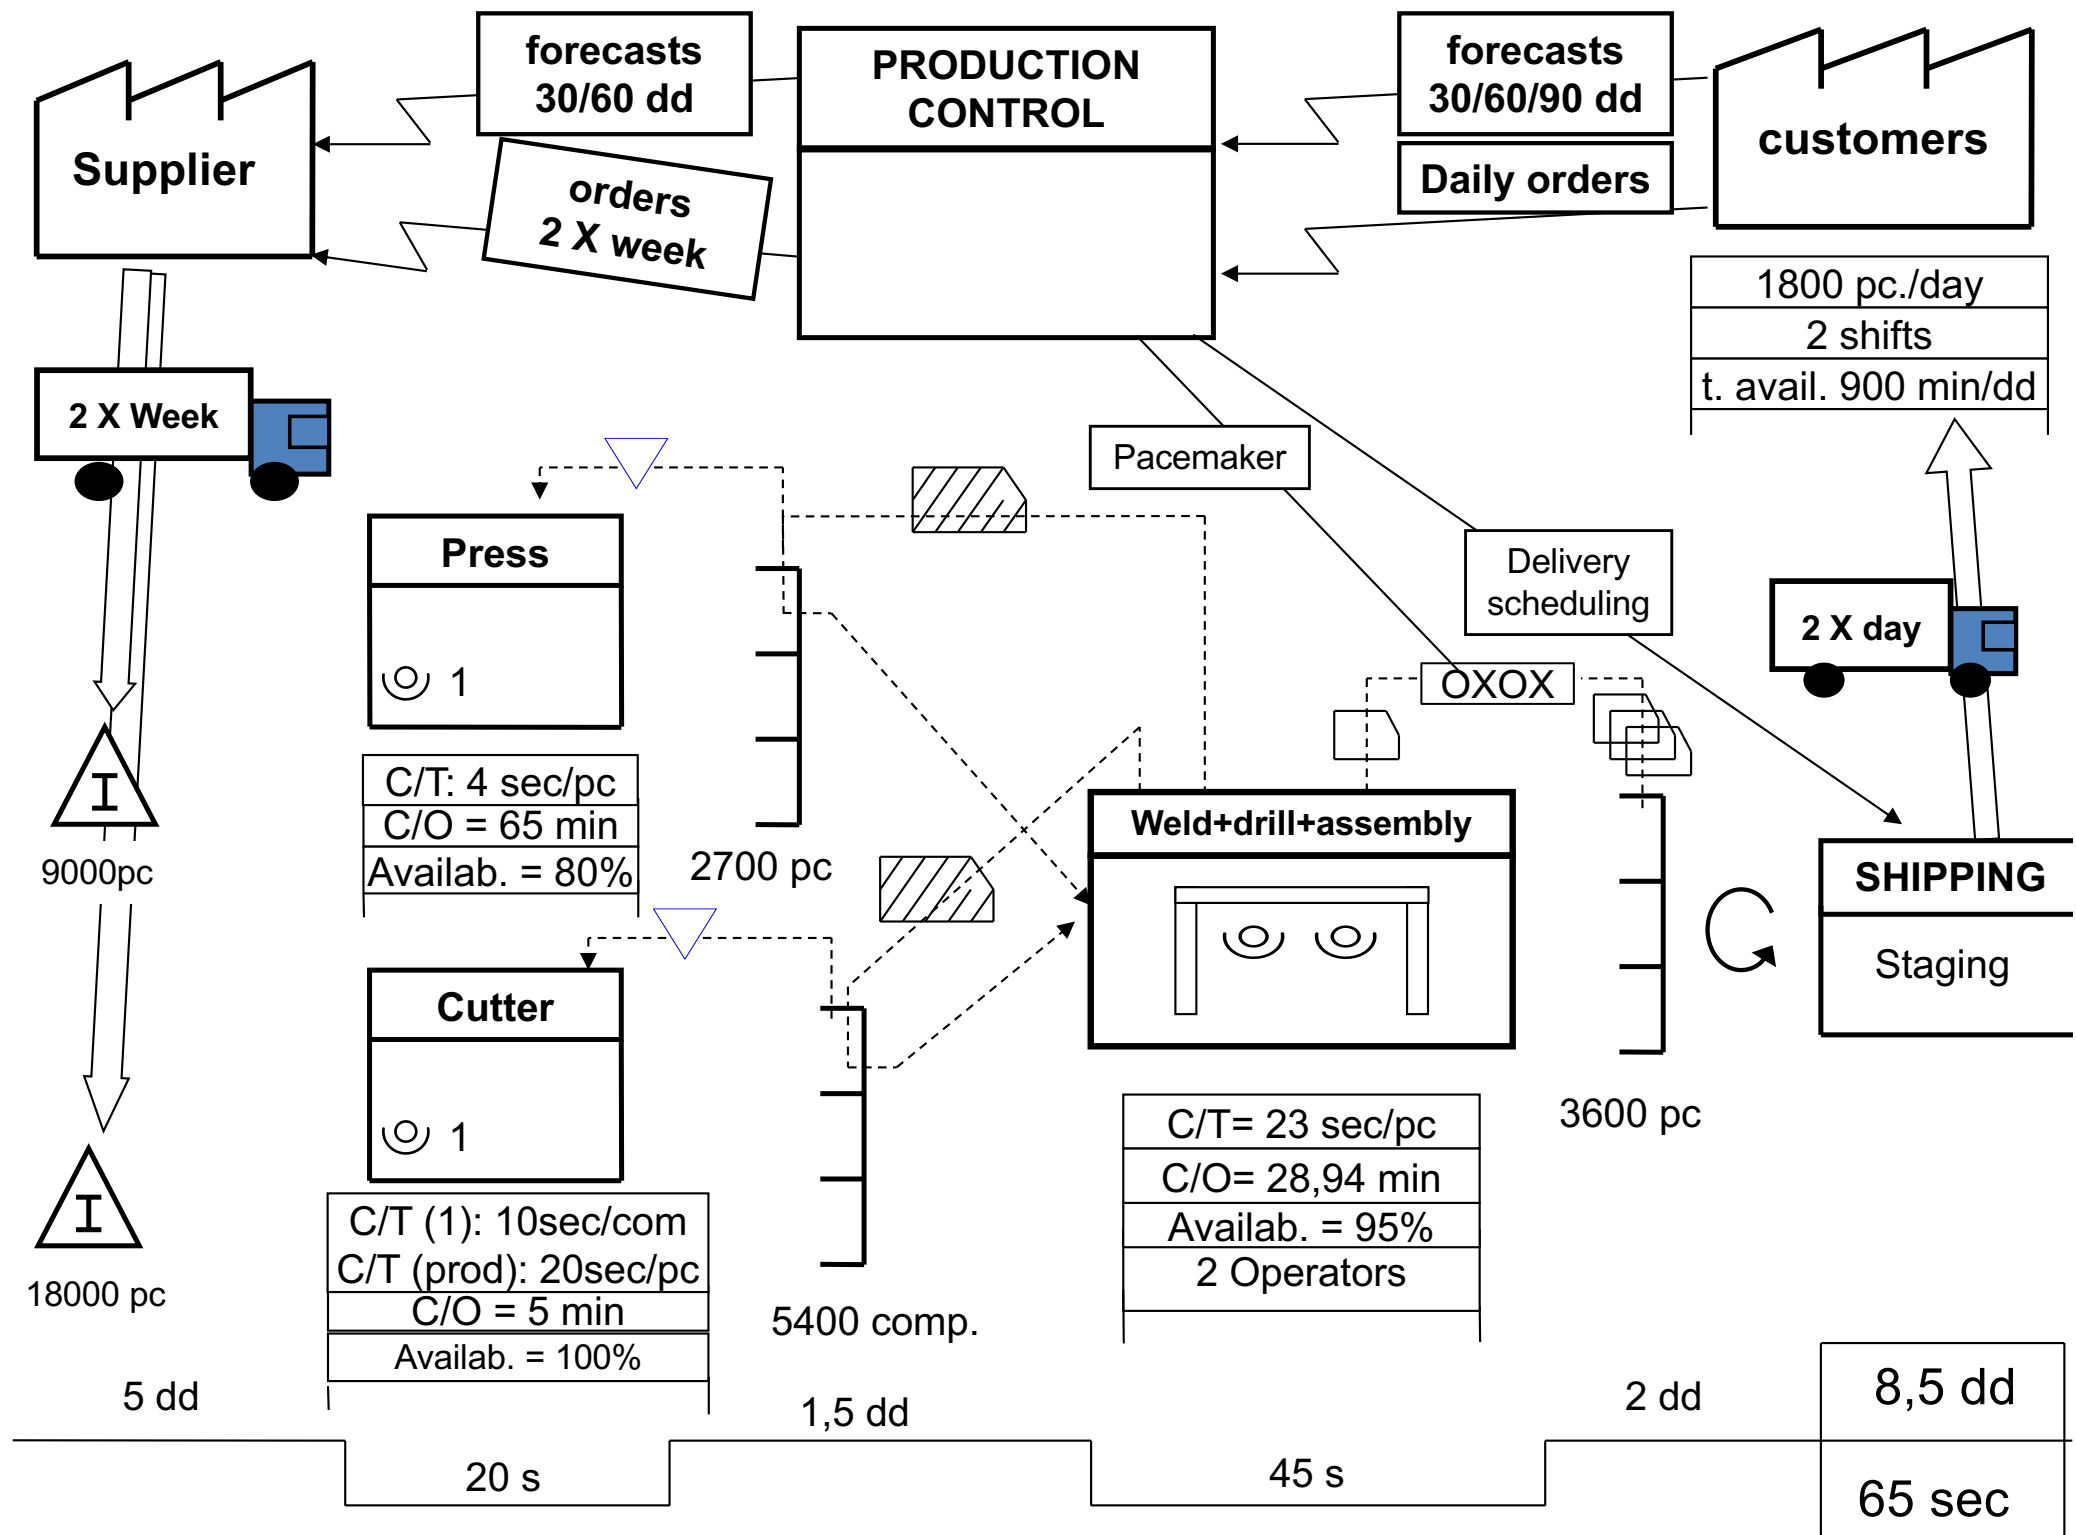 forecasts
30/60 dd
PRODUCTION
CONTROL
forecasts
30/60/90 dd
customers
Supplier
orders
2 X week
Daily orders
1800 pc./day
2 shifts
t. avail. 900 min/dd
2 X Week
Pacemaker
Press
1
Delivery
scheduling
2 X day
OXOX
C/T: 4 sec/pc
C/O = 65 min
Availab. = 80%
I
9000pc
2700 pc
Weld+drill+assembly
SHIPPING
Staging
Cutter
1
C/T= 23 sec/pc
C/O= 28,94 min
Availab. = 95%
2 Operators
3600 pc
I
18000 pc
C/T (1): 10sec/com
C/T (prod): 20sec/pc
C/O = 5 min
Availab. = 100%
5400 comp.
5 dd
1,5 dd
2 dd
8,5 dd
20 s
45 s
65 sec